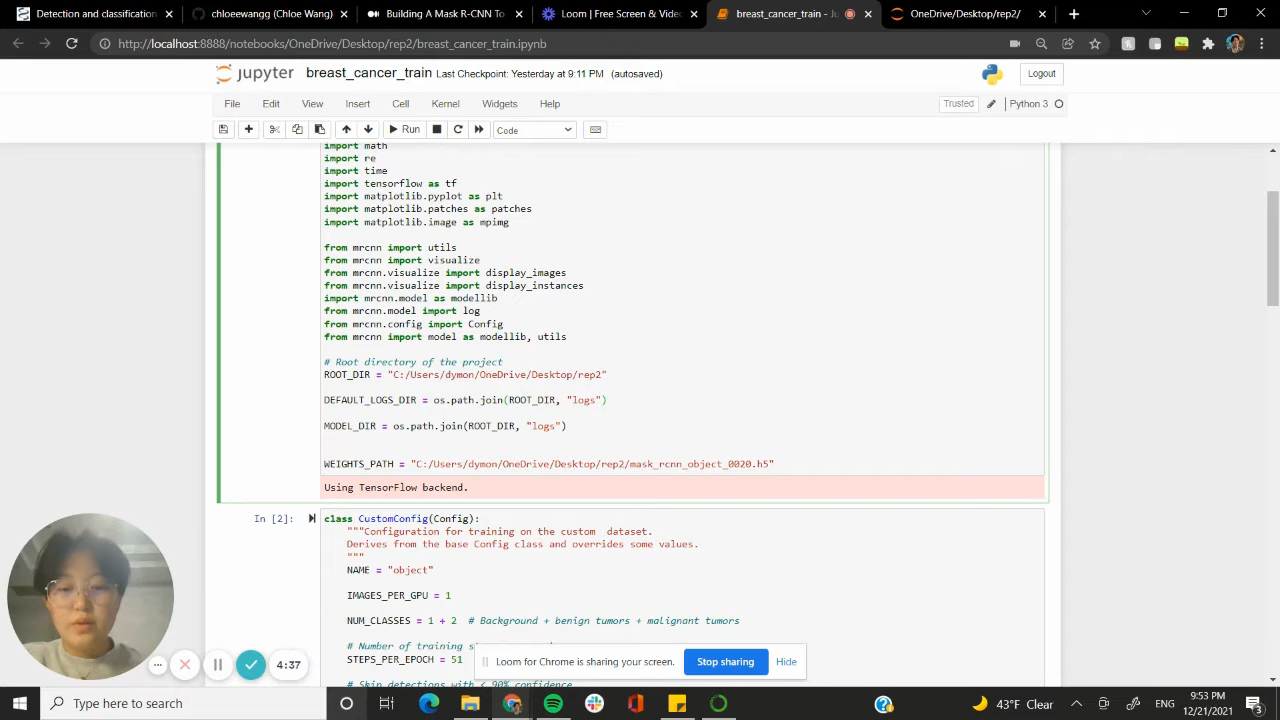 Detection and classification
chloeewangg (Chloe Wang)
Building A Mask R-CNN To
Loom | Free Screen & Video
breast_cancer_train - Ju
OneDrive/Desktop/rep2/
http://localhost:8888/notebooks/OneDrive/Desktop/rep2/breast_cancer_train.ipynb
jupyter breast_cancer_train Last Checkpoint: Yesterday at 9:11 PM (autosaved)
Logout
File Edit View Insert Cell Kernel Widgets Help
Trusted Python 3
Run Code
import math
import re
import time
import tensorflow as tf
import matplotlib.pyplot as plt
import matplotlib.patches as patches
import matplotlib.image as mpimg
from mrcnn import utils
from mrcnn import visualize
from mrcnn.visualize import display_images
from mrcnn.visualize import display_instances
import mrcnn.model as modellib
from mrcnn.model import log
from mrcnn.config import Config
from mrcnn import model as modellib, utils
# Root directory of the project
ROOT_DIR = "C:/Users/dymon/OneDrive/Desktop/rep2"
DEFAULT_LOGS_DIR = os.path.join(ROOT_DIR, "logs")
MODEL_DIR = os.path.join(ROOT_DIR, "logs")
WEIGHTS_PATH = "C:/Users/dymon/OneDrive/Desktop/rep2/mask_rcnn_object_0020.h5"
Using TensorFlow backend.
In [2]:
class CustomConfig(Config):
"""Configuration for training on the custom  dataset.
Derives from the base Config class and overrides some values.
"""
NAME = "object"
IMAGES_PER_GPU = 1
NUM_CLASSES = 1 + 2  # Background + benign tumors + malignant tumors
# Number of training s
STEPS_PER_EPOCH = 51
# Skip detections with < 90% confidence
Loom for Chrome is sharing your screen.
Stop sharing
Hide
4:37
Type here to search
43°F Clear
9:53 PM
12/21/2021
3